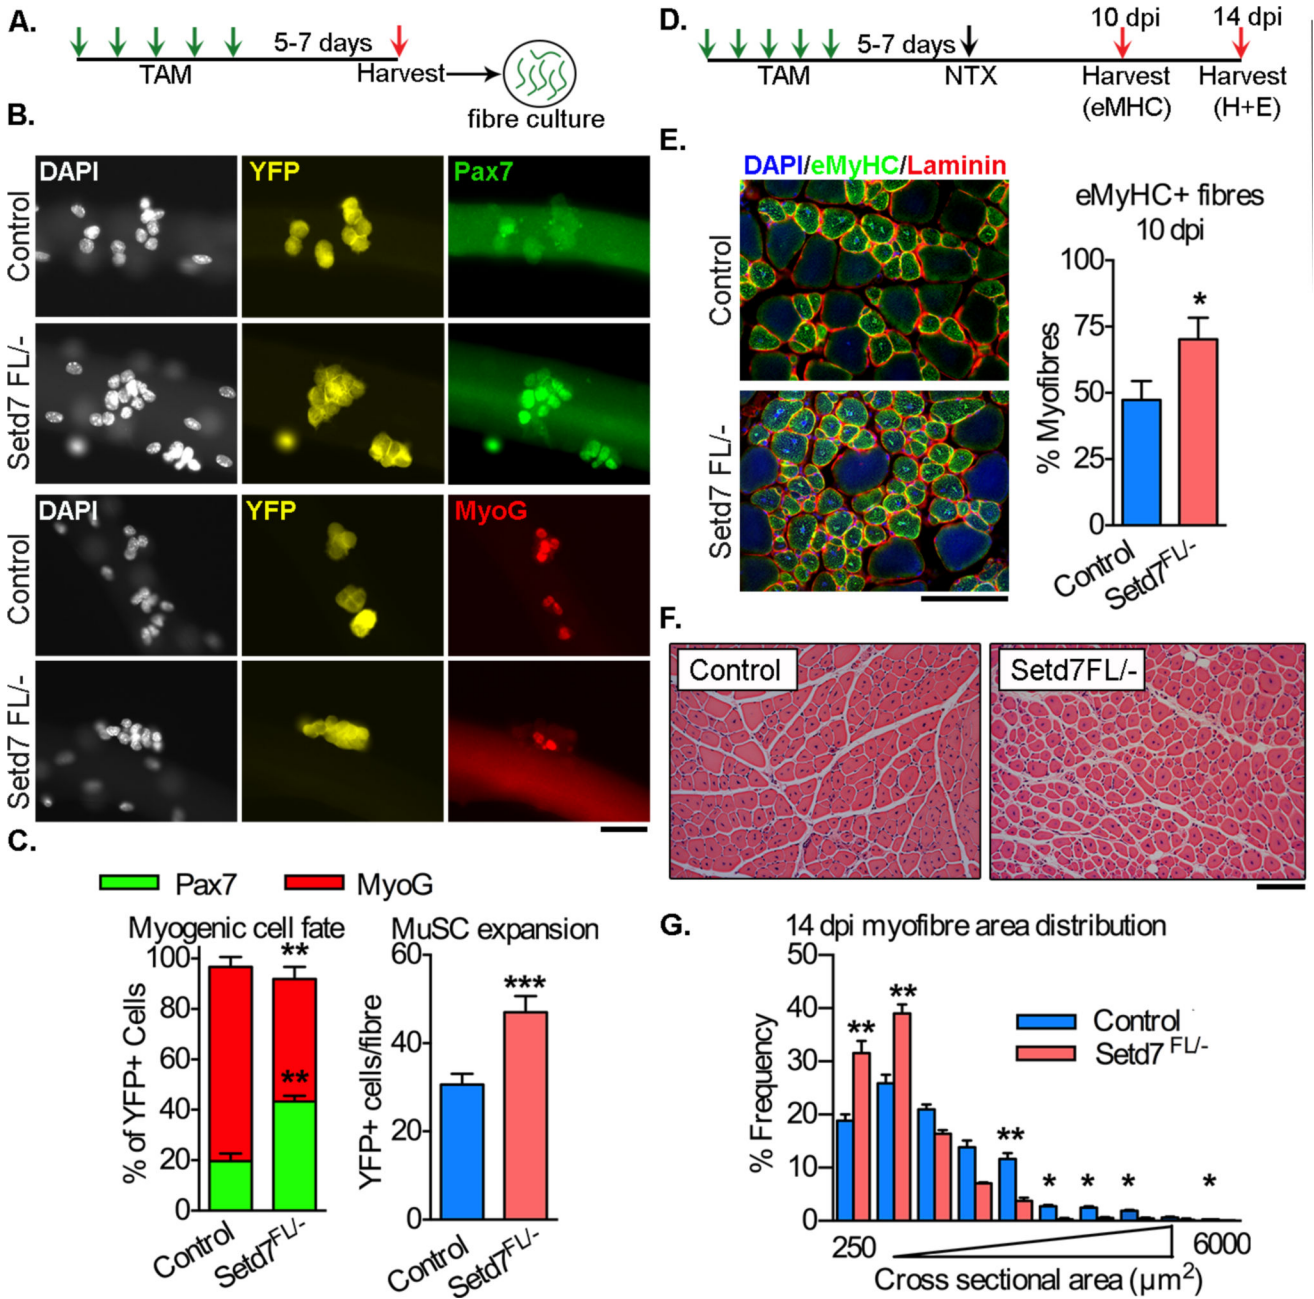 A.
5-7 days
TAM
Harvest
fibre culture
B.
DAPI
YFP
Pax7
Control
Setd7 FL/-
DAPI
YFP
MyoG
Control
Setd7 FL/-
C.
Pax7
MyoG
Myogenic cell fate
% of YFP+ Cells
100
80
60
40
20
0
**
**
Control
Setd7FL/-
MuSC expansion
YFP+ cells/fibre
60
40
20
0
***
Control
Setd7FL/-
D.
10 dpi
14 dpi
5-7 days
TAM
NTX
Harvest
Harvest
(eMHC)
(H+E)
E.
DAPI/eMyHC/Laminin
Control
Setd7 FL/-
eMyHC+ fibres
10 dpi
% Myofibres
100
75
50
25
0
*
Control
Setd7FL/-
F.
Control
Setd7FL/-
G.
14 dpi myofibre area distribution
% Frequency
50
40
30
20
10
0
**
**
**
*
*
*
*
Control
Setd7 FL/-
250
6000
Cross sectional area (µm²)